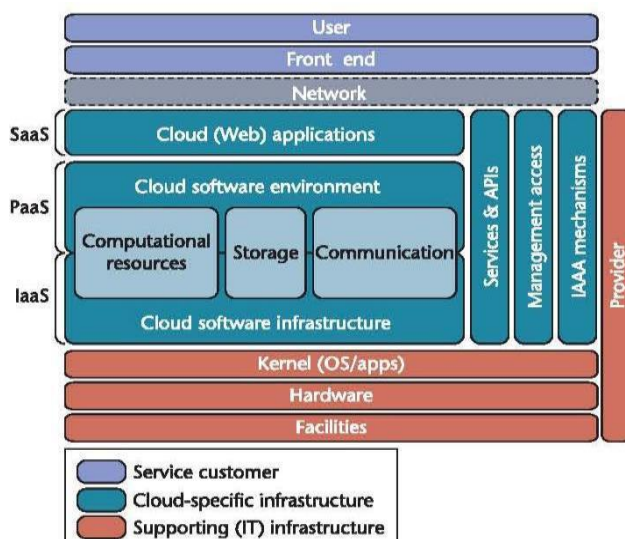 User
Front end
Network
SaaS
Cloud (Web) applications
PaaS
Cloud software environment
Computational
resources
Storage
Communication
IaaS
Cloud software infrastructure
Services & APIs
Management access
IAAA mechanisms
Provider
Kernel (OS/apps)
Hardware
Facilities
Service customer
Cloud-specific infrastructure
Supporting (IT) infrastructure